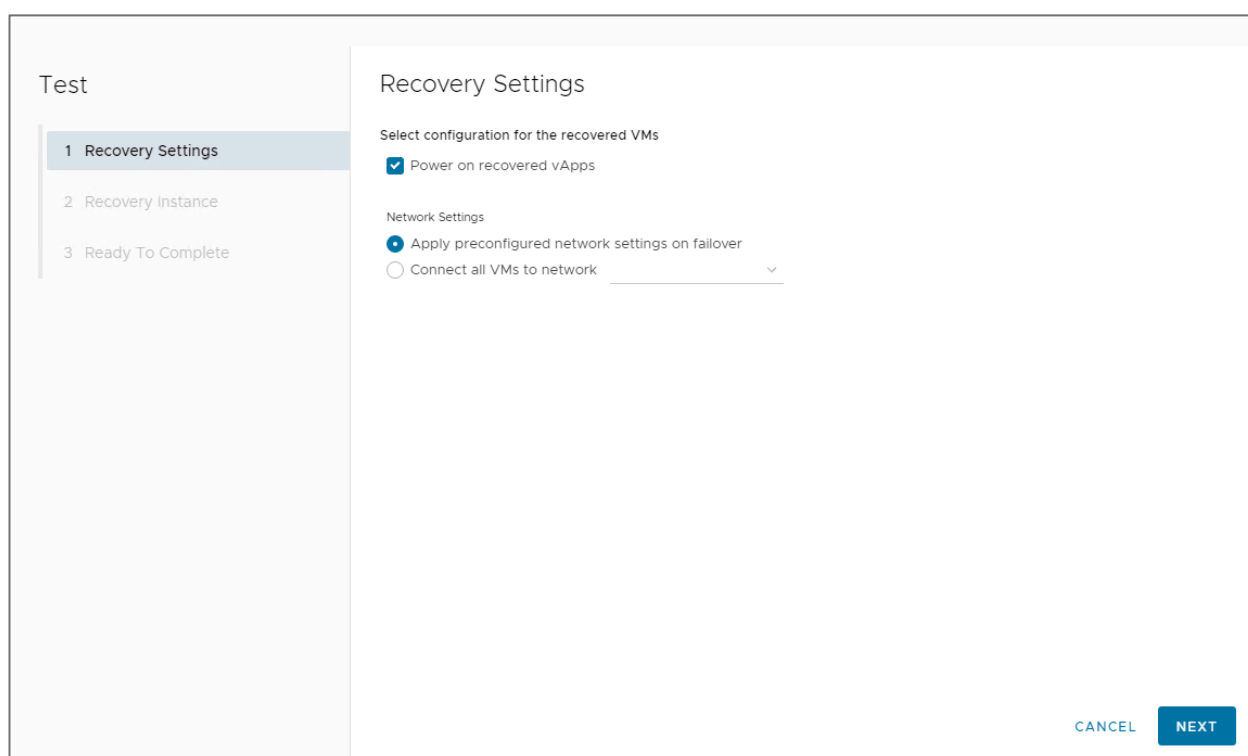 Test
1 Recovery Settings
2 Recovery Instance
3 Ready To Complete
Recovery Settings
Select configuration for the recovered VMs
Power on recovered vApps
Network Settings
Apply preconfigured network settings on failover
Connect all VMs to network
CANCEL
NEXT